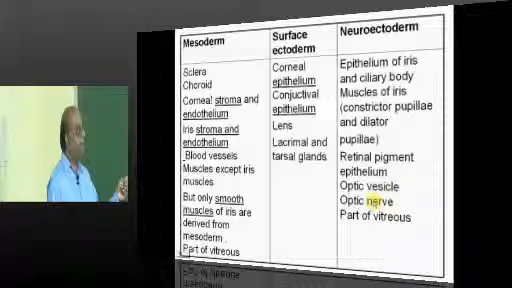 Mesoderm
Sclera
Choroid
Corneal stroma and
endothelium
Iris stroma and
endothelium
Blood vessels
Muscles except iris
muscles
But only smooth
muscles of iris are
derived from
mesoderm .
Part of vitreous
Surface
ectoderm
Corneal
epithelium
Conjuctival
epithelium
Lens
Lacrimal and
tarsal glands
Neuroectoderm
Epithelium of iris
and ciliary body
Muscles of iris
(constrictor pupillae
and dilator
pupillae)
Retinal pigment
epithelium
Optic vesicle
Optic nerve
Part of vitreous